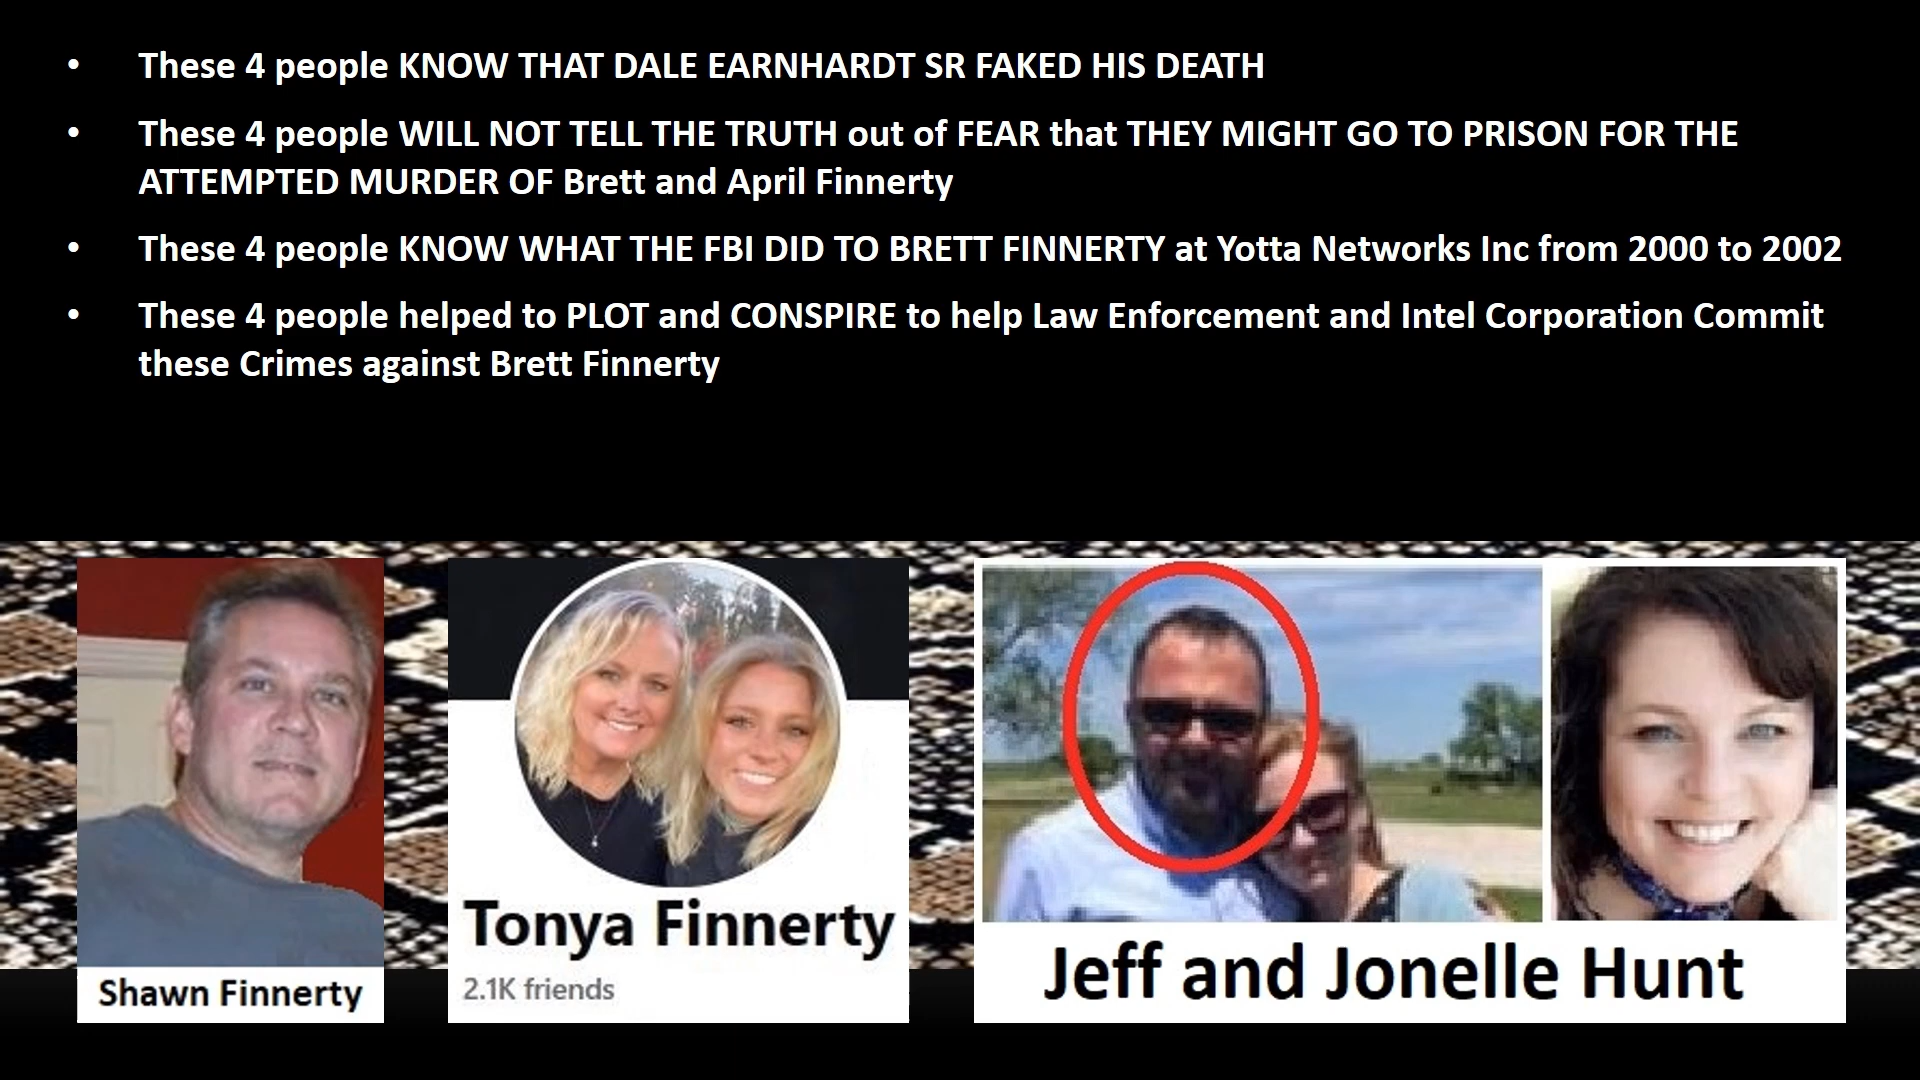 • These 4 people KNOW THAT DALE EARNHARDT SR FAKED HIS DEATH
• These 4 people WILL NOT TELL THE TRUTH out of FEAR that THEY MIGHT GO TO PRISON FOR THE
ATTEMPTED MURDER OF Brett and April Finnerty
• These 4 people KNOW WHAT THE FBI DID TO BRETT FINNERTY at Yotta Networks Inc from 2000 to 2002
• These 4 people helped to PLOT and CONSPIRE to help Law Enforcement and Intel Corporation Commit
these Crimes against Brett Finnerty
Shawn Finnerty
Tonya Finnerty
2.1K friends
Jeff and Jonelle Hunt